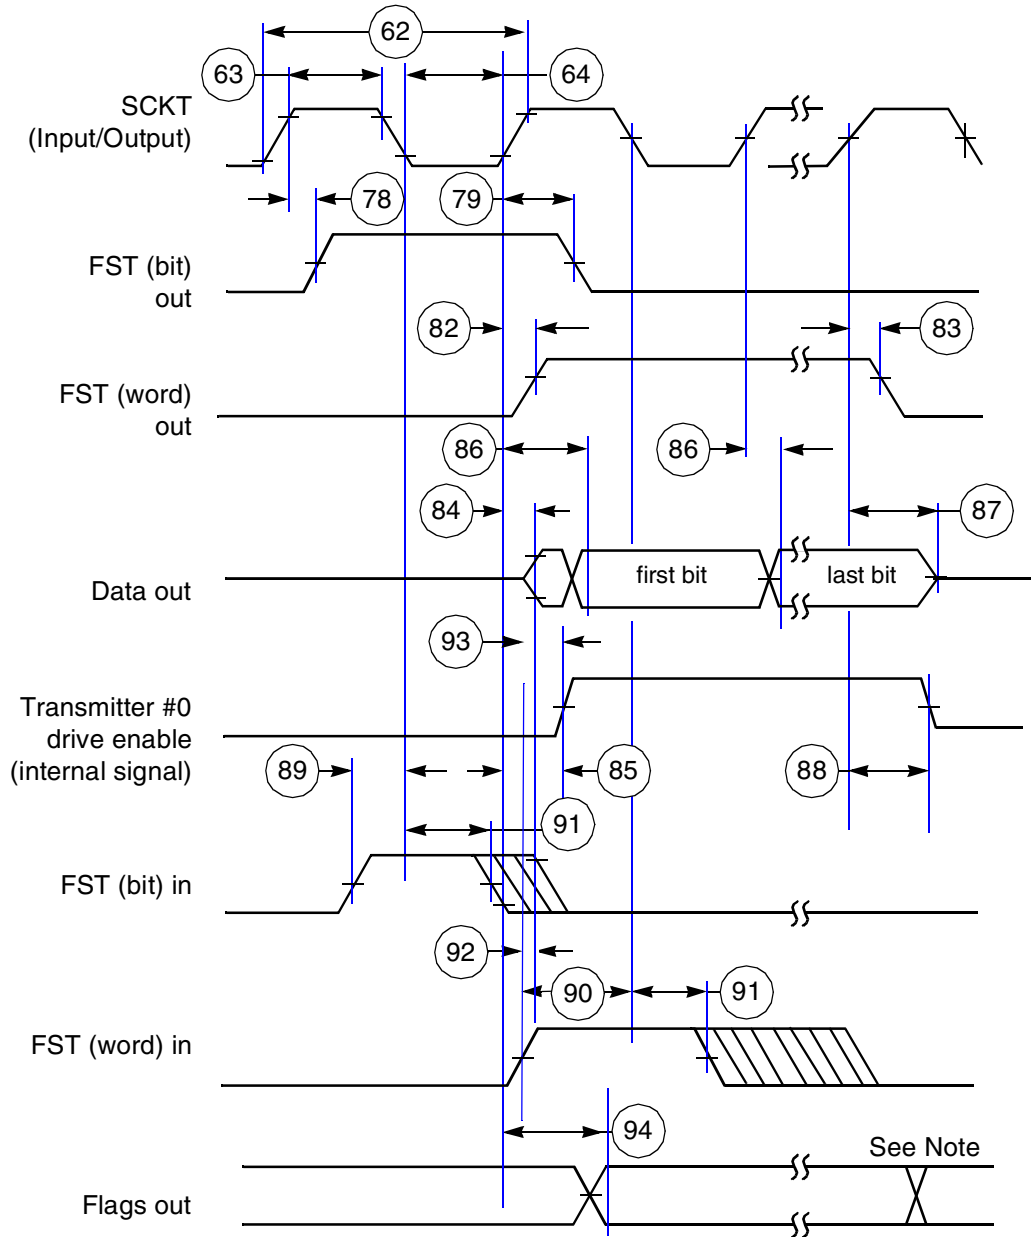 62
63
64
SCKT
(Input/Output)
78
79
FST (bit)
out
82
83
FST (word)
out
86
86
84
87
first bit
last bit
Data out
93
Transmitter #0
drive enable
(internal signal)
89
85
88
91
FST (bit) in
92
90
91
FST (word) in
94
See Note
Flags out